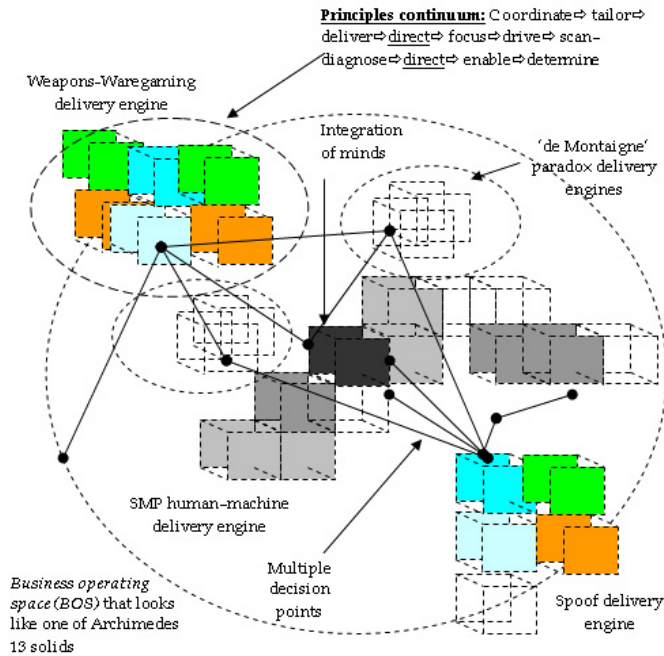 Principles continuum: Coordinate⇨ tailor⇨
deliver⇨direct⇨ focus⇨drive⇨ scan-
diagnose⇨direct⇨ enable⇨determine
Weapons-Waregaming
delivery engine
Integration
of minds
‘de Montaigne‘
paradox delivery
engines
SMP human-machine
delivery engine
Multiple
decision
points
Business operating
space (BOS) that looks
like one of Archimedes
13 solids
Spoof delivery
engine